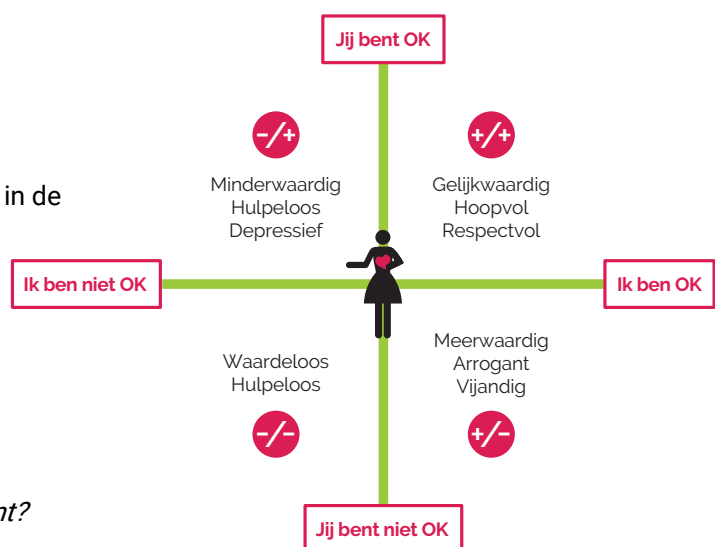 Jij bent OK
-/+
+/+
Minderwaardig
Hulpeloos
Depressief
Gelijkwaardig
Hoopvol
Respectvol
in de
Ik ben niet OK
Ik ben OK
Waardeloos
Hulpeloos
Meerwaardig
Arrogant
Vijandig
-/-
+/-
nt?
Jij bent niet OK